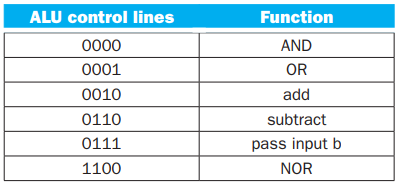 ALU control lines Function
0000 AND
0001 OR
0010 add
0110 subtract
0111 pass input b
1100 NOR